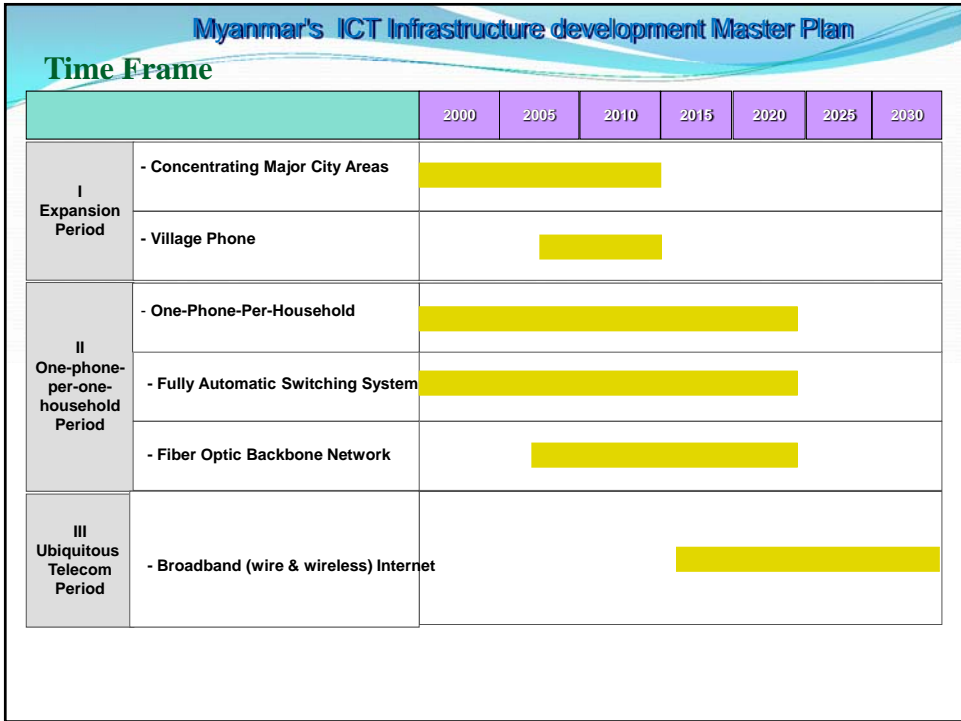 Myanmar's ICT Infrastructure development Master Plan
Time Frame
2000 2005 2010 2015 2020 2025 2030
I
Expansion
Period
- Concentrating Major City Areas
- Village Phone
II
One-phone-
per-one-
household
Period
- One-Phone-Per-Household
- Fully Automatic Switching System
- Fiber Optic Backbone Network
III
Ubiquitous
Telecom
Period
- Broadband (wire & wireless) Internet